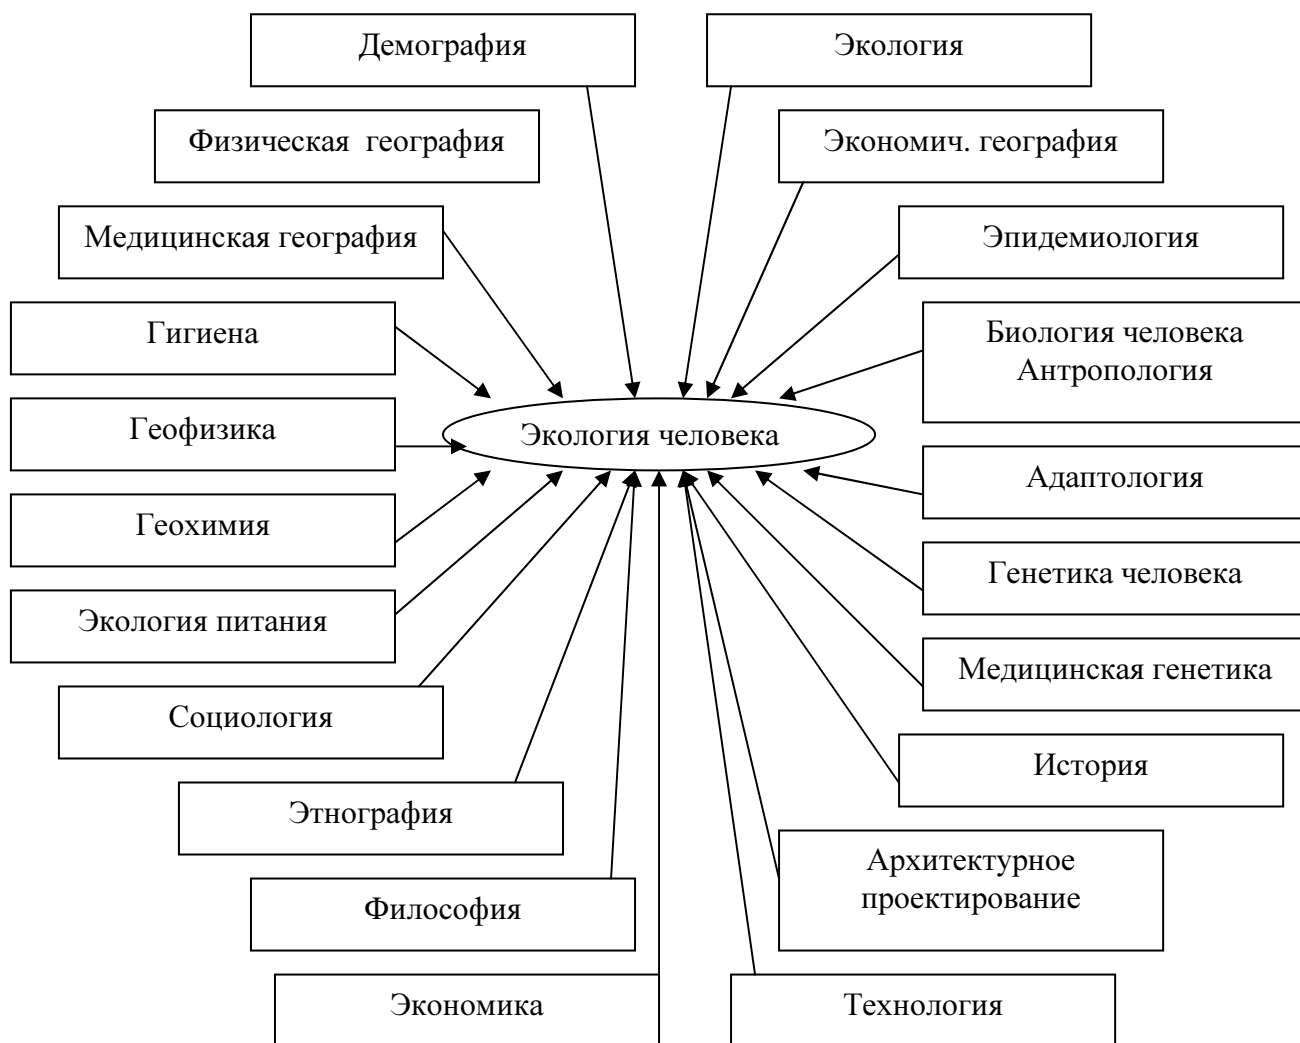 Демография
Экология
Физическая география
Экономич. география
Медицинская география
Эпидемиология
Гигиена
Биология человека
Антропология
Геофизика
Экология человека
Адаптология
Геохимия
Генетика человека
Экология питания
Медицинская генетика
Социология
История
Этнография
Архитектурное
проектирование
Философия
Экономика
Технология